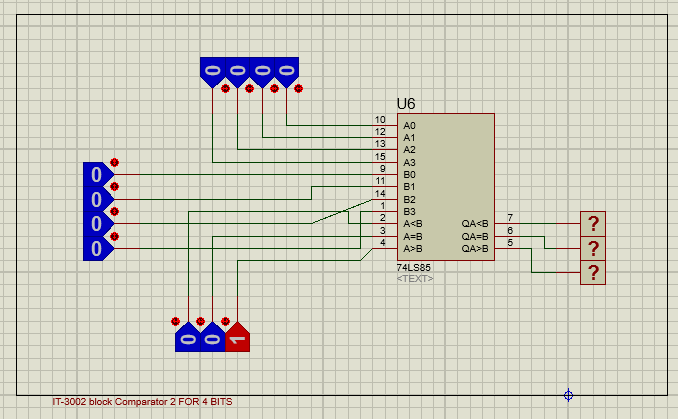 0 0 0 0
U6
10 A0
12 A1
13 A2
15 A3
9 B0
11 B1
14 B2
1 B3
2 A<B QA<B 7
3 A=B QA=B 6
4 A>B QA>B 5
0
0
0
0
?
?
?
74LS85
<TEXT>
0 0 1
IT-3002 block Comparator 2 FOR 4 BITS